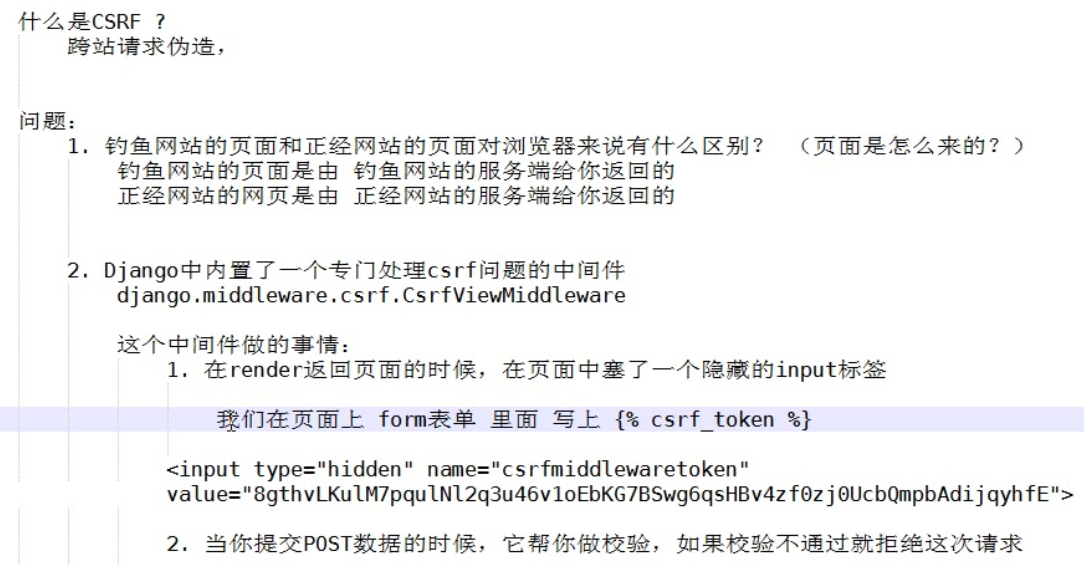 什么是CSRF ?
跨站请求伪造,
问题:
1. 钓鱼网站的页面和正经网站的页面对浏览器来说有什么区别? (页面是怎么来的?)
钓鱼网站的页面是由 钓鱼网站的服务端给你返回的
正经网站的网页是由 正经网站的服务端给你返回的
2. Django中内置了一个专门处理csrf问题的中间件
django.middleware.csrf.CsrfViewMiddleware
这个中间件做的事情:
1. 在render返回页面的时候,在页面中塞了一个隐藏的input标签
我们在页面上 form表单 里面 写上 {% csrf_token %}
<input type="hidden" name="csrfmiddlewaretoken"
value="8gthvLKulM7pqulNl2q3u46v1oEbKG7BSwg6qsHBv4zf0zj0UcbQmpbAdijqyhfE">
2. 当你提交POST数据的时候,它帮你做校验,如果校验不通过就拒绝这次请求